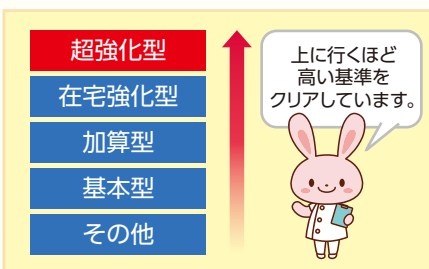 超強化型
在宅強化型
加算型
基本型
その他
上に行くほど
高い基準を
クリアしています。